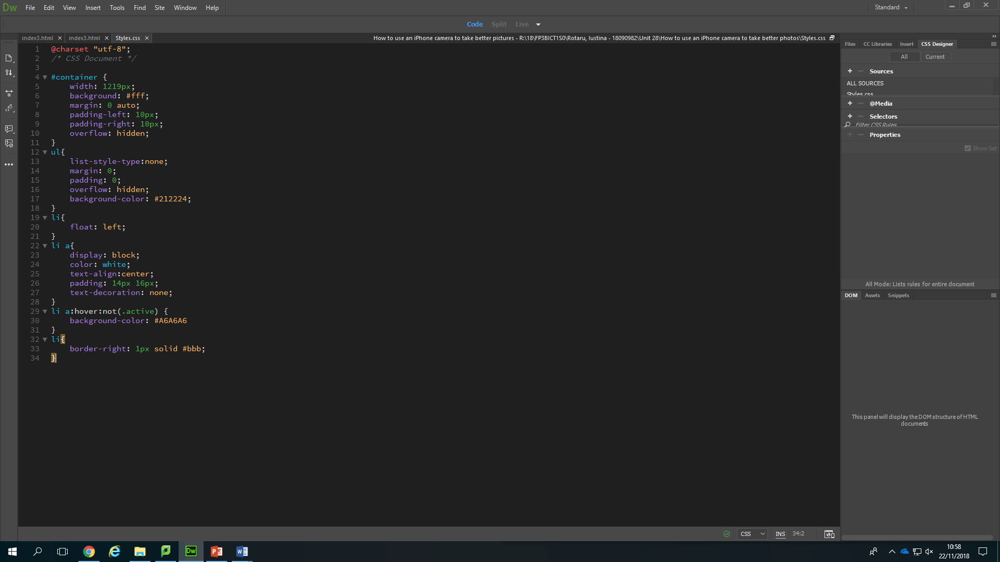 Dw File Edit View Insert Tools Find Site Window Help Standard
Code Split Live
index3.html index3.html Styles.css How to use an iPhone camera to take better pictures - R:\18\FP3BICT1S0\Rotaru, Iustina - 18090982\Unit 28\How to use an iPhone camera to take better photos\Styles.css
1 @charset "utf-8";
2 /* CSS Document */
3
4 #container {
5 width: 1219px;
6 background: #fff;
7 margin: 0 auto;
8 padding-left: 10px;
9 padding-right: 10px;
10 overflow: hidden;
11 }
12 ul{
13 list-style-type:none;
14 margin: 0;
15 padding: 0;
16 overflow: hidden;
17 background-color: #212224;
18 }
19 li{
20 float: left;
21 }
22 li a{
23 display: block;
24 color: white;
25 text-align:center;
26 padding: 14px 16px;
27 text-decoration: none;
28 }
29 li a:hover:not(.active) {
30 background-color: #A6A6A6
31 }
32 li{
33 border-right: 1px solid #bbb;
34 }
Files CC Libraries Insert CSS Designer
All Current
+ − Sources
ALL SOURCES
Styles.css
+ − @Media
+ − Selectors
Filter CSS Rules
+ − Properties
Show Set
All Mode: Lists rules for entire document
DOM Assets Snippets
This panel will display the DOM structure of HTML
documents
CSS INS 34:2
Dw
10:58
22/11/2018